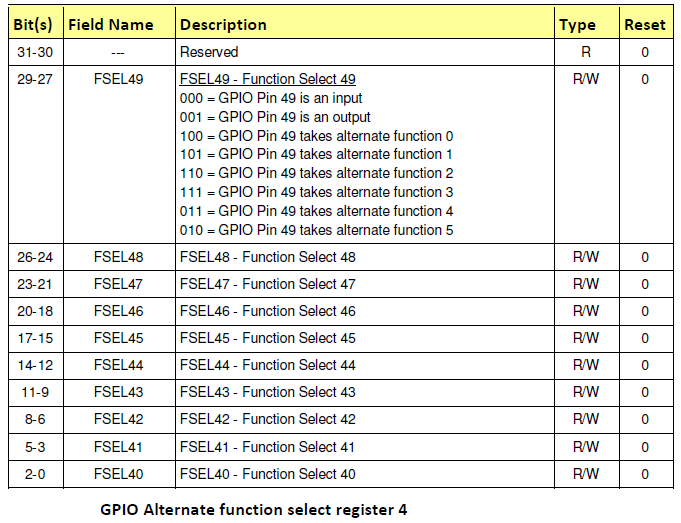 Bit(s) Field Name Description Type Reset
31-30 --- Reserved R 0
29-27 FSEL49 FSEL49 - Function Select 49 R/W 0
000 = GPIO Pin 49 is an input
001 = GPIO Pin 49 is an output
100 = GPIO Pin 49 takes alternate function 0
101 = GPIO Pin 49 takes alternate function 1
110 = GPIO Pin 49 takes alternate function 2
111 = GPIO Pin 49 takes alternate function 3
011 = GPIO Pin 49 takes alternate function 4
010 = GPIO Pin 49 takes alternate function 5
26-24 FSEL48 FSEL48 - Function Select 48 R/W 0
23-21 FSEL47 FSEL47 - Function Select 47 R/W 0
20-18 FSEL46 FSEL46 - Function Select 46 R/W 0
17-15 FSEL45 FSEL45 - Function Select 45 R/W 0
14-12 FSEL44 FSEL44 - Function Select 44 R/W 0
11-9 FSEL43 FSEL43 - Function Select 43 R/W 0
8-6 FSEL42 FSEL42 - Function Select 42 R/W 0
5-3 FSEL41 FSEL41 - Function Select 41 R/W 0
2-0 FSEL40 FSEL40 - Function Select 40 R/W 0
GPIO Alternate function select register 4